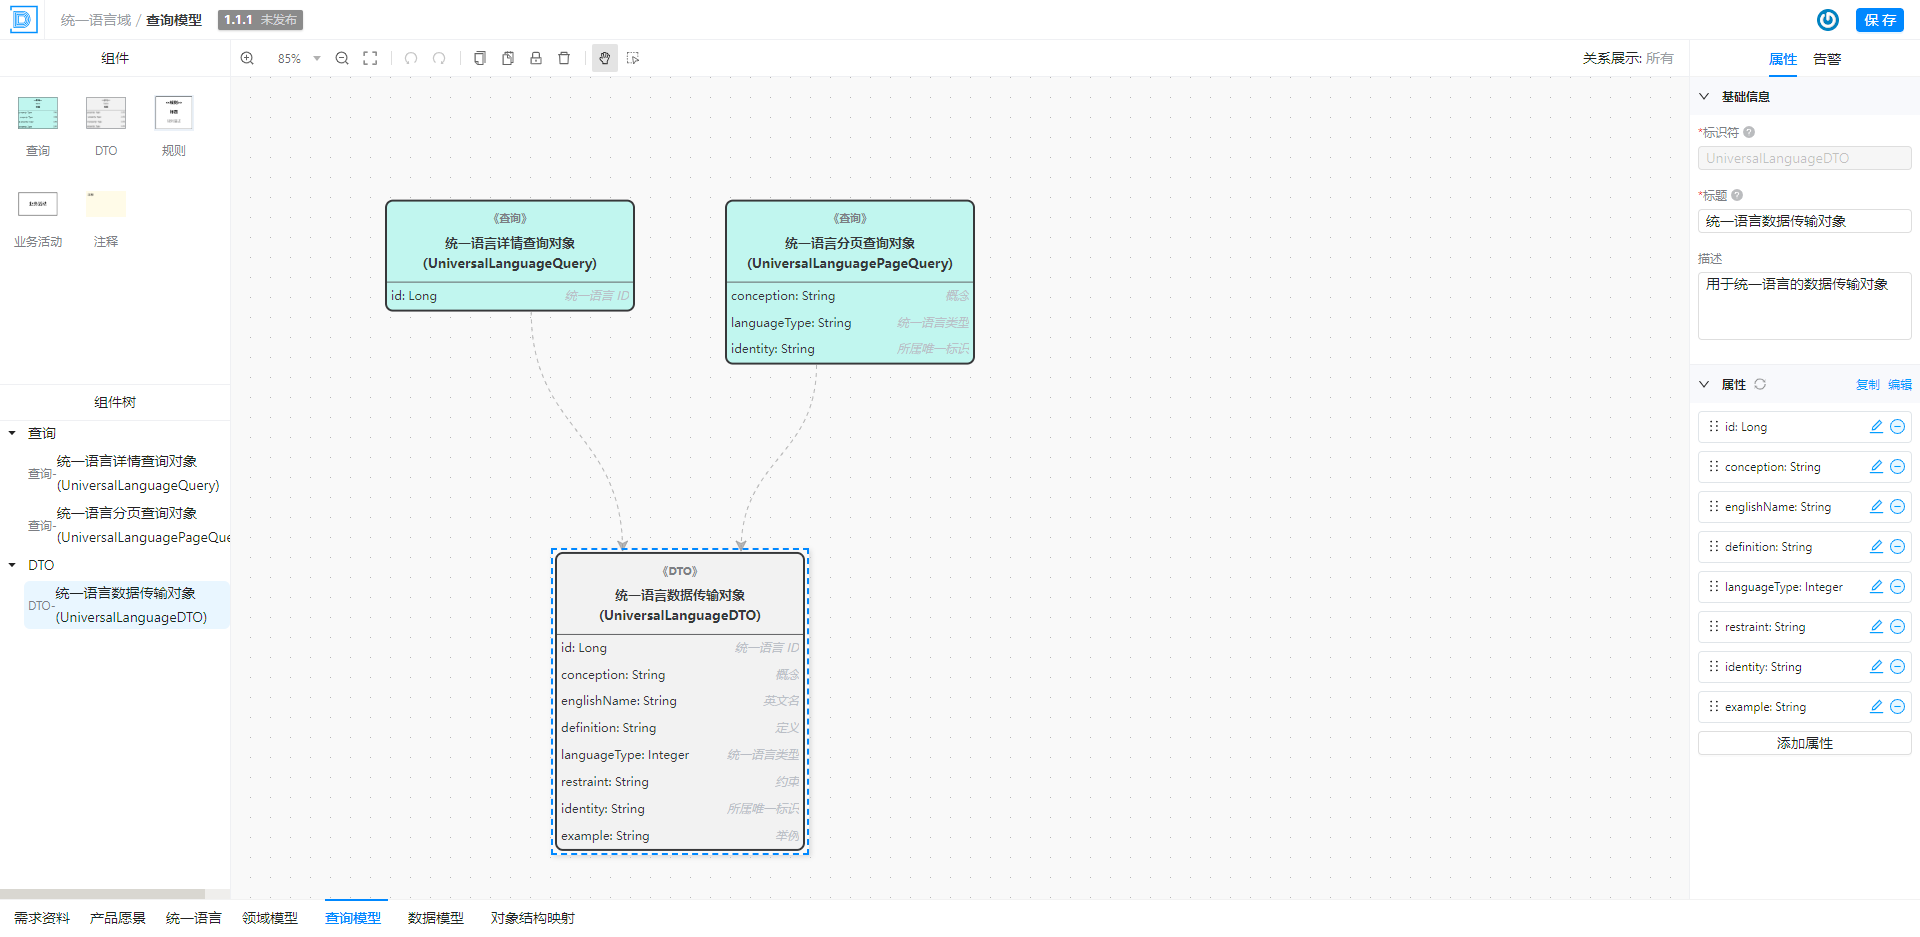 统一语言域 / 查询模型 1.1.1 未发布
保 存
组件
85%
关系展示: 所有
属性 告警
查询
DTO
规则
业务活动
注释
组件树
查询
查询-
统一语言详情查询对象
(UniversalLanguageQuery)
查询-
统一语言分页查询对象
(UniversalLanguagePageQue
DTO
DTO-
统一语言数据传输对象
(UniversalLanguageDTO)
《查询》
统一语言详情查询对象
(UniversalLanguageQuery)
id: Long 统一语言 ID
《查询》
统一语言分页查询对象
(UniversalLanguagePageQuery)
conception: String 概念
languageType: String 统一语言类型
identity: String 所属唯一标识
《DTO》
统一语言数据传输对象
(UniversalLanguageDTO)
id: Long 统一语言 ID
conception: String 概念
englishName: String 英文名
definition: String 定义
languageType: Integer 统一语言类型
restraint: String 约束
identity: String 所属唯一标识
example: String 举例
基础信息
*标识符
UniversalLanguageDTO
*标题
统一语言数据传输对象
描述
用于统一语言的数据传输对象
属性 复制 编辑
id: Long
conception: String
englishName: String
definition: String
languageType: Integer
restraint: String
identity: String
example: String
添加属性
需求资料 产品愿景 统一语言 领域模型 查询模型 数据模型 对象结构映射